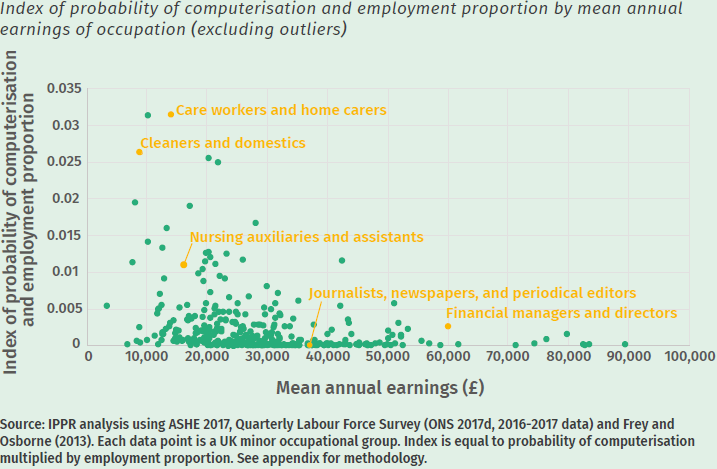 Index of probability of computerisation and employment proportion by mean annual
earnings of occupation (excluding outliers)
Index of probability of computerisation
and employment proportion
0.035
0.03
0.025
0.02
0.015
0.01
0.005
0
Care workers and home carers
Cleaners and domestics
Nursing auxiliaries and assistants
Journalists, newspapers, and periodical editors
Financial managers and directors
0 10,000 20,000 30,000 40,000 50,000 60,000 70,000 80,000 90,000 100,000
Mean annual earnings (£)
Source: IPPR analysis using ASHE 2017, Quarterly Labour Force Survey (ONS 2017d, 2016-2017 data) and Frey and
Osborne (2013). Each data point is a UK minor occupational group. Index is equal to probability of computerisation
multiplied by employment proportion. See appendix for methodology.